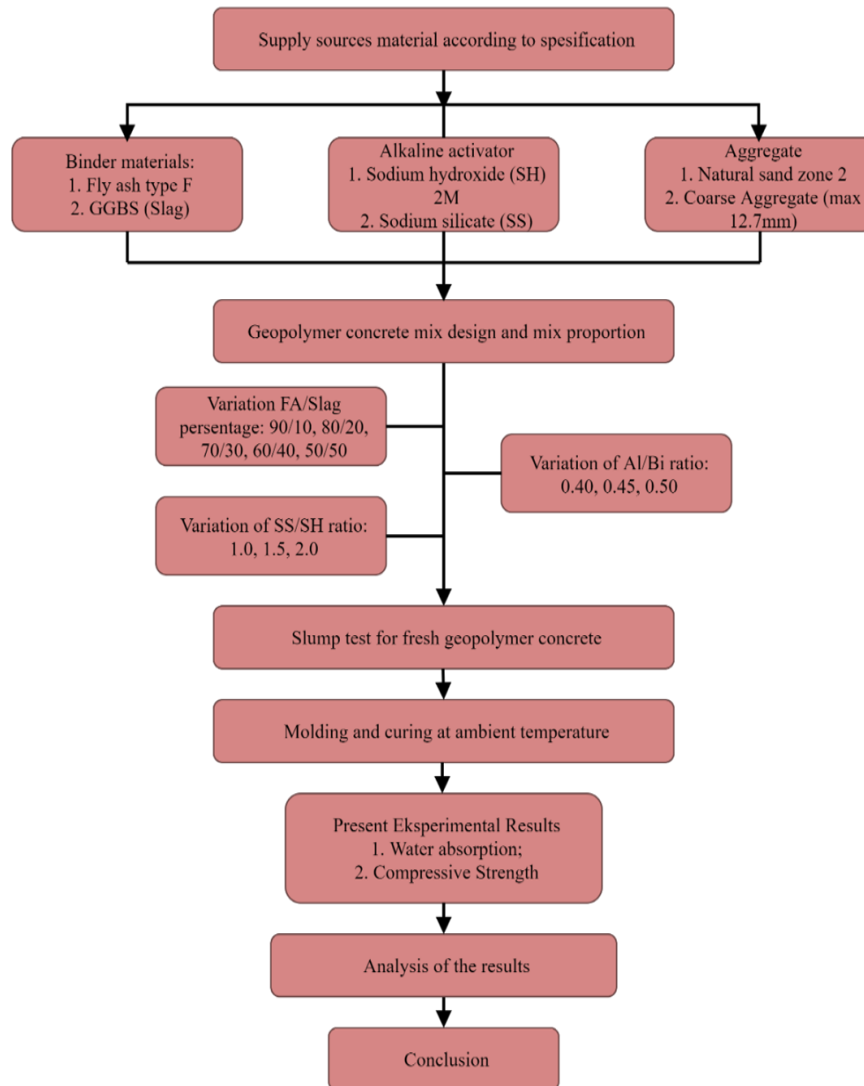 Supply sources material according to spesification
Binder materials:
1. Fly ash type F
2. GGBS (Slag)
Alkaline activator
1. Sodium hydroxide (SH)
2M
2. Sodium silicate (SS)
Aggregate
1. Natural sand zone 2
2. Coarse Aggregate (max
12.7mm)
Geopolymer concrete mix design and mix proportion
Variation FA/Slag
persentage: 90/10, 80/20,
70/30, 60/40, 50/50
Variation of Al/Bi ratio:
0.40, 0.45, 0.50
Variation of SS/SH ratio:
1.0, 1.5, 2.0
Slump test for fresh geopolymer concrete
Molding and curing at ambient temperature
Present Eksperimental Results
1. Water absorption;
2. Compressive Strength
Analysis of the results
Conclusion